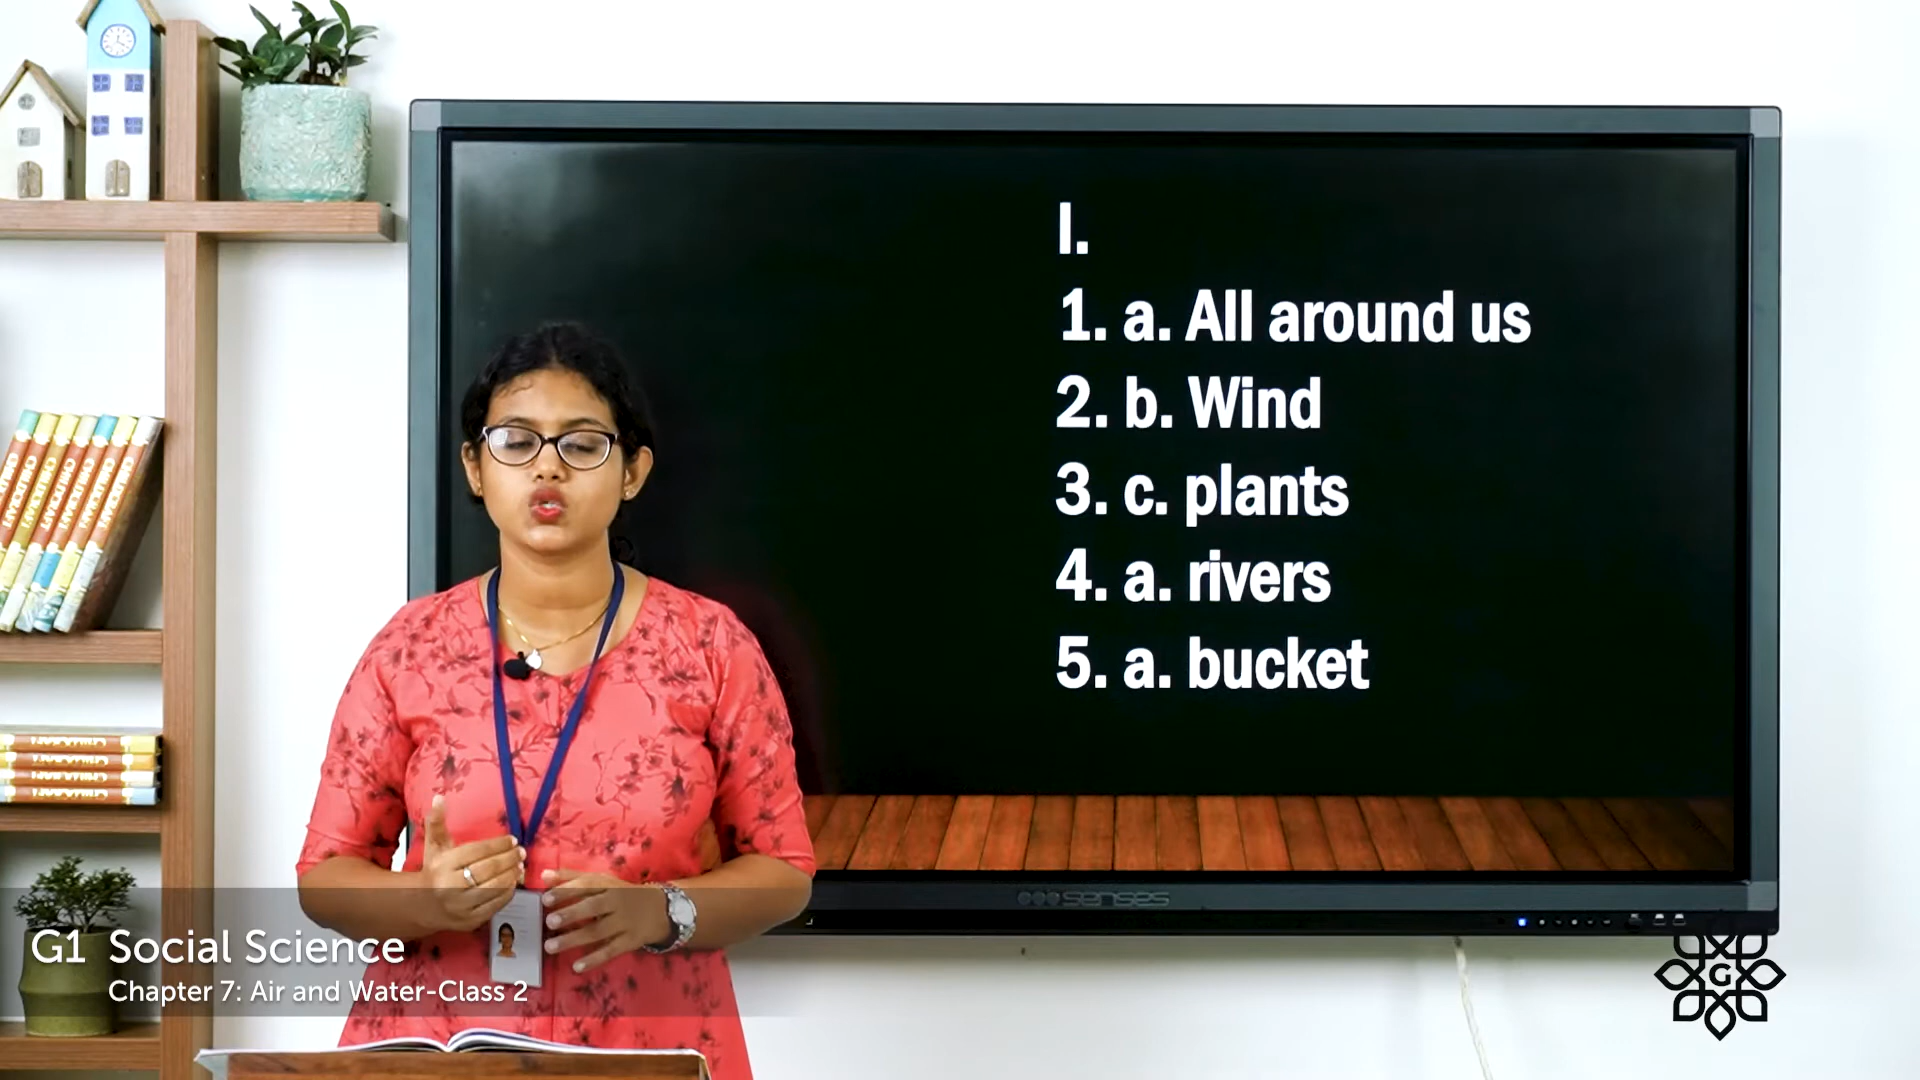 I.
1. a. All around us
2. b. Wind
3. c. plants
4. a. rivers
5. a. bucket
senses
G1 Social Science
Chapter 7: Air and Water-Class 2
G